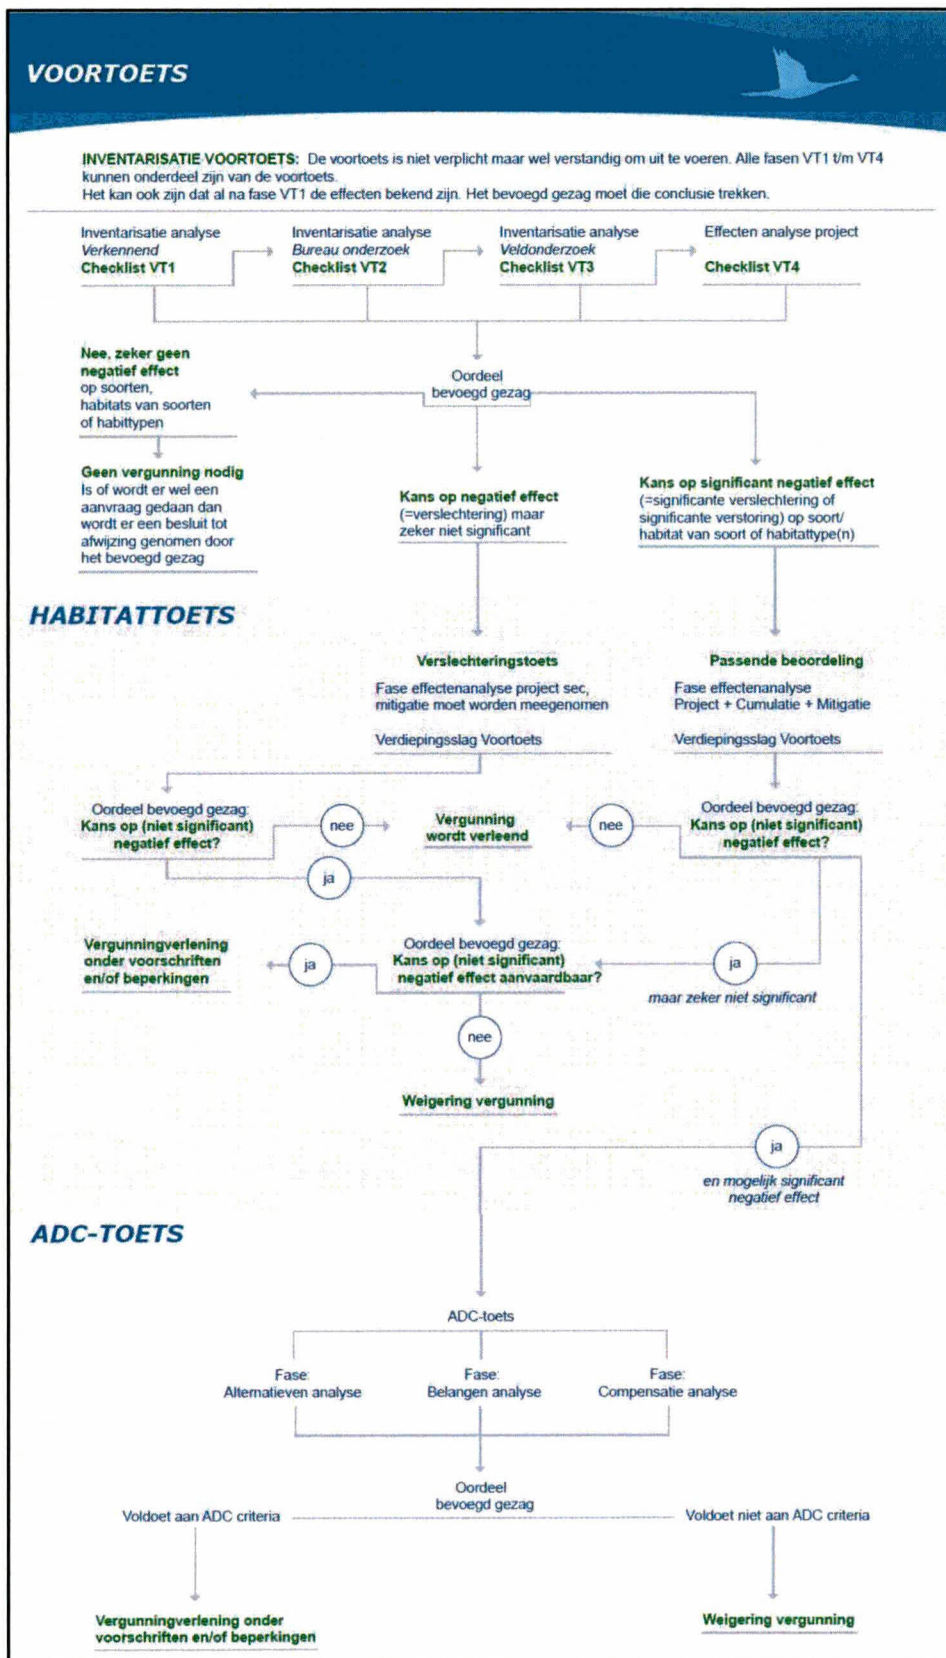 VOORTOETS
INVENTARISATIE VOORTOETS: De voortoets is niet verplicht maar wel verstandig om uit te voeren. Alle fasen VT1 t/m VT4
kunnen onderdeel zijn van de voortoets.
Het kan ook zijn dat al na fase VT1 de effecten bekend zijn. Het bevoegd gezag moet die conclusie trekken.
Inventarisatie analyse
Verkennend
Checklist VT1
Inventarisatie analyse
Bureau onderzoek
Checklist VT2
Inventarisatie analyse
Veldonderzoek
Checklist VT3
Effecten analyse project
Checklist VT4
Oordeel
bevoegd gezag
Nee, zeker geen
negatief effect
op soorten,
habitats van soorten
of habittypen
Geen vergunning nodig
Is of wordt er wel een
aanvraag gedaan dan
wordt er een besluit tot
afwijzing genomen door
het bevoegd gezag
Kans op negatief effect
(=verslechtering) maar
zeker niet significant
Kans op significant negatief effect
(=significante verslechtering of
significante verstoring) op soort/
habitat van soort of habitattype(n)
HABITATTOETS
Verslechteringstoets
Fase effectenanalyse project sec,
mitigatie moet worden meegenomen
Verdiepingsslag Voortoets
Passende beoordeling
Fase effectenanalyse
Project + Cumulatie + Mitigatie
Verdiepingsslag Voortoets
Oordeel bevoegd gezag:
Kans op (niet significant)
negatief effect?
nee
Vergunning
wordt verleend
nee
Oordeel bevoegd gezag:
Kans op (niet significant)
negatief effect?
ja
Vergunningverlening
onder voorschriften
en/of beperkingen
ja
Oordeel bevoegd gezag:
Kans op (niet significant)
negatief effect aanvaardbaar?
ja
maar zeker niet significant
nee
Weigering vergunning
ja
en mogelijk significant
negatief effect
ADC-TOETS
ADC-toets
Fase:
Alternatieven analyse
Fase:
Belangen analyse
Fase:
Compensatie analyse
Oordeel
bevoegd gezag
Voldoet aan ADC criteria
Voldoet niet aan ADC criteria
Vergunningverlening onder
voorschriften en/of beperkingen
Weigering vergunning